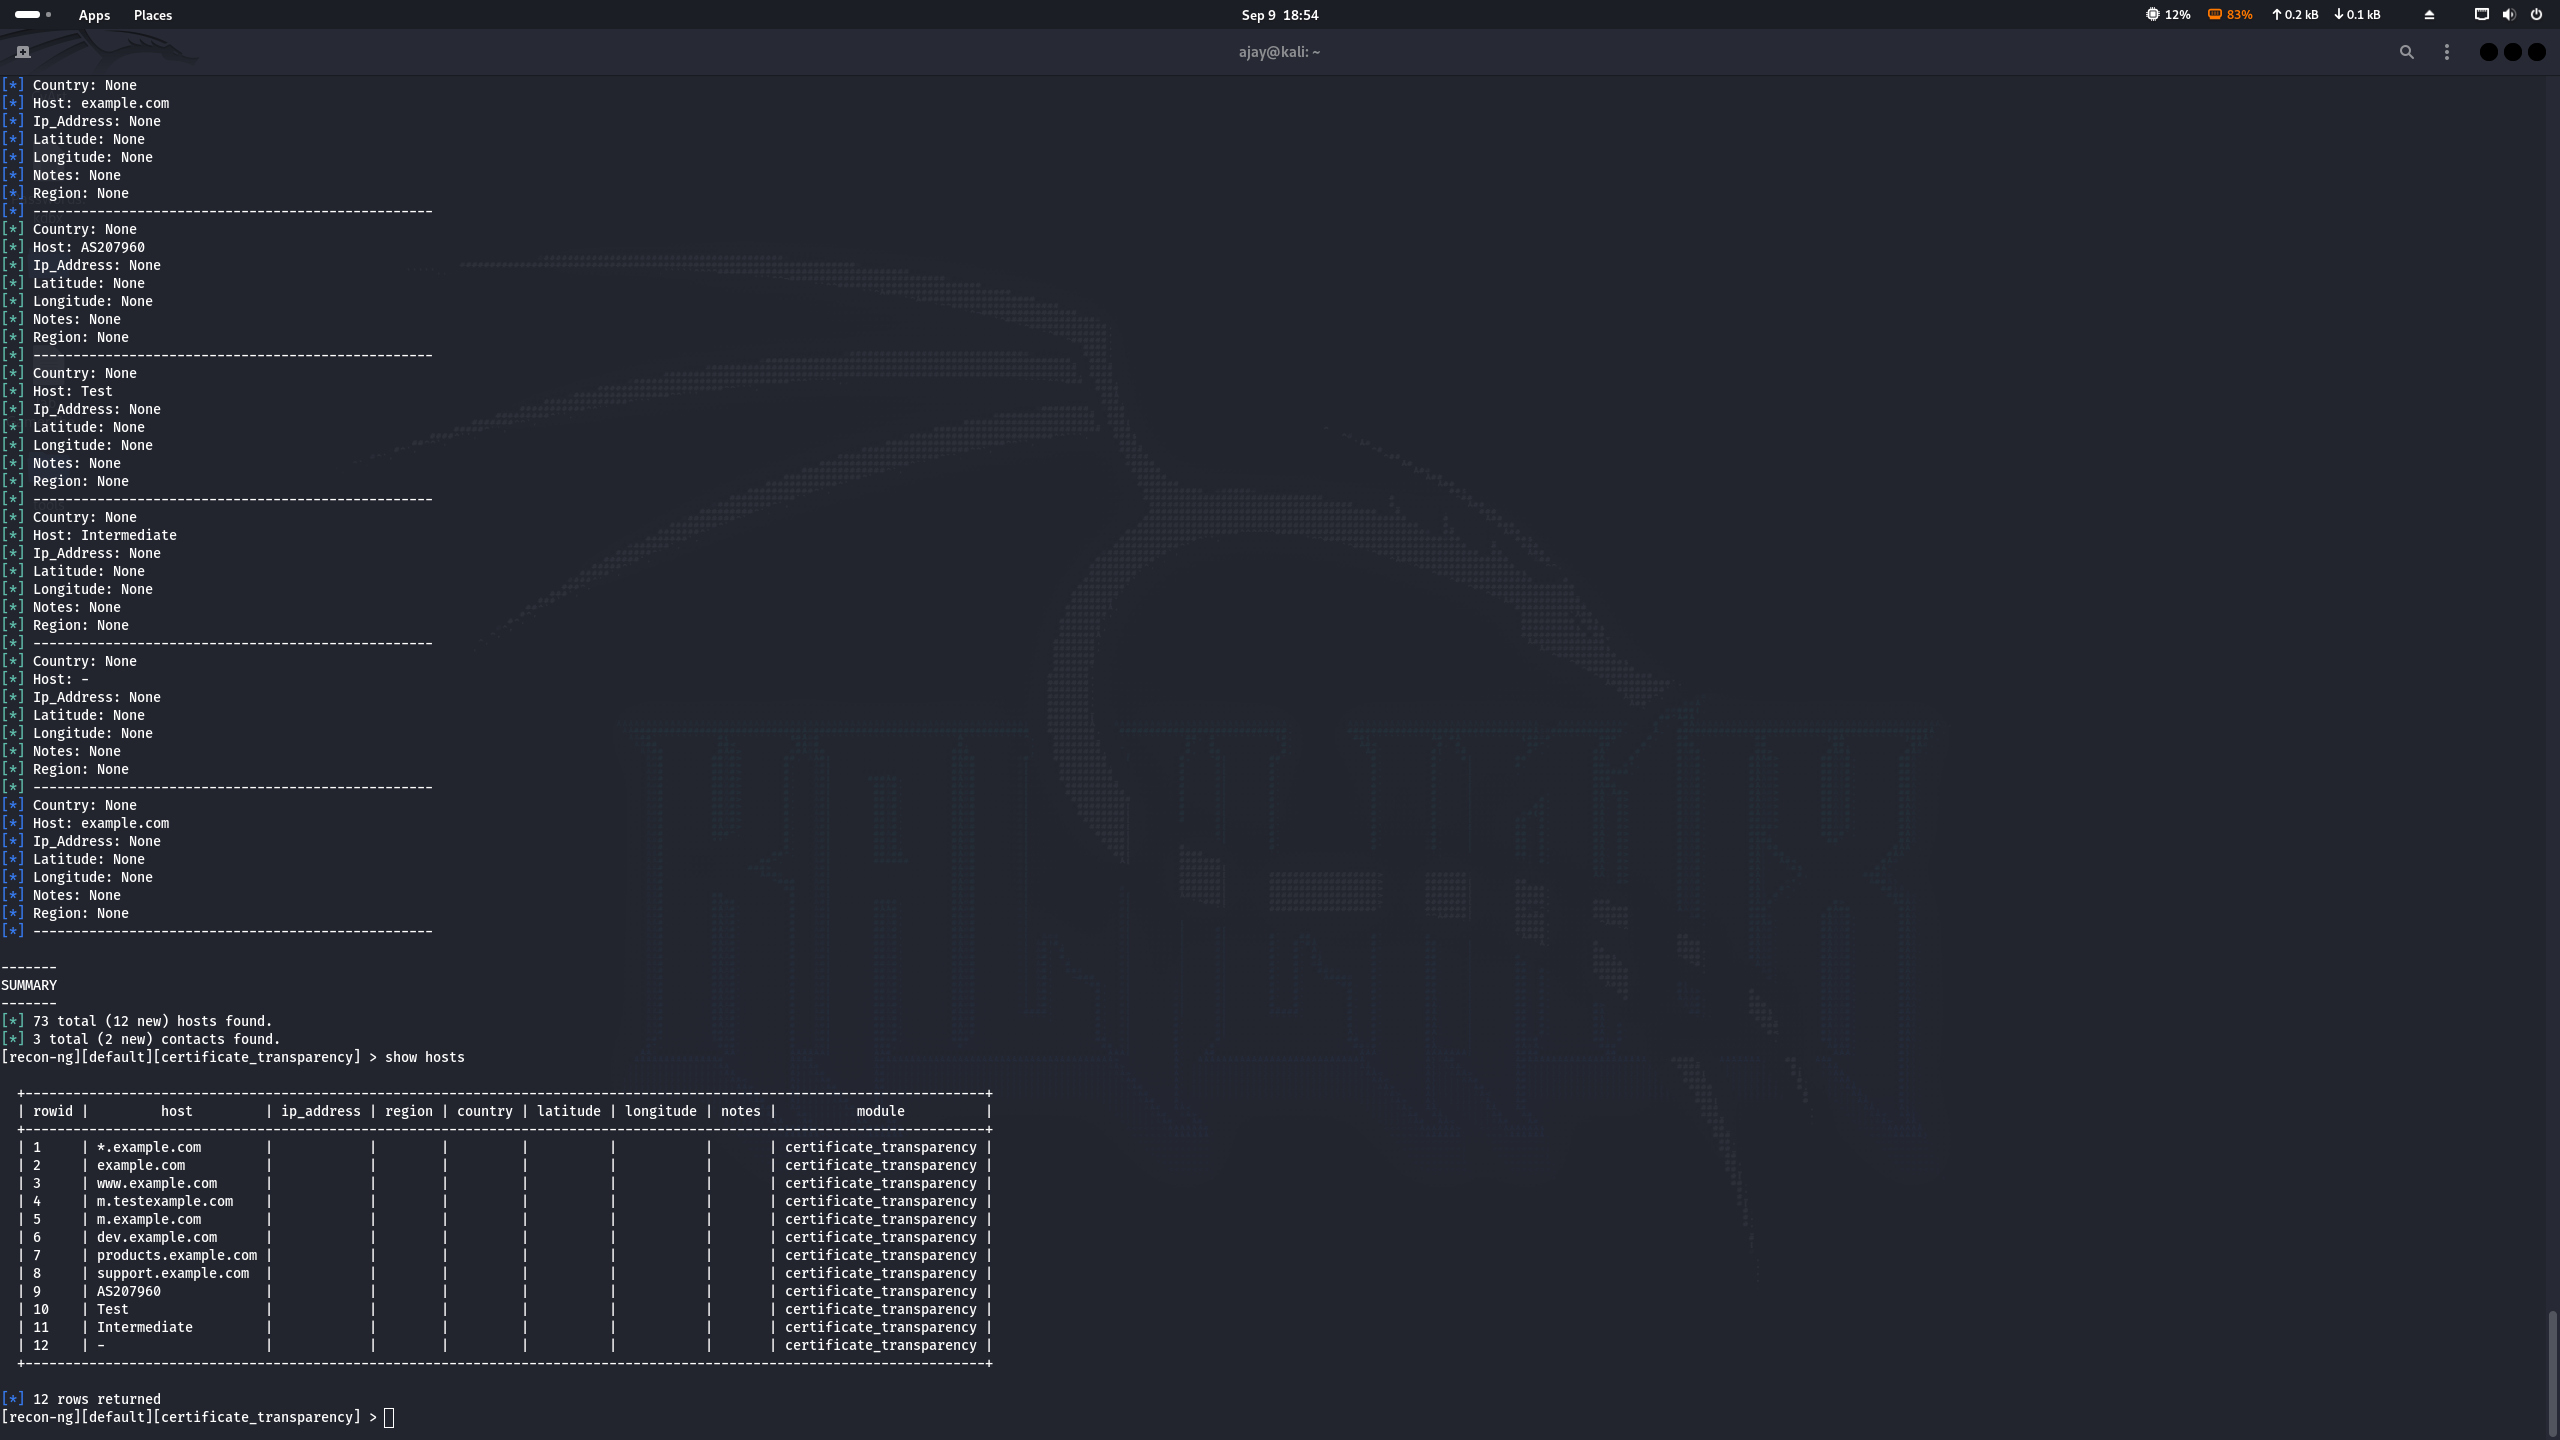 Apps Places Sep 9 18:54 12% 83% 0.2 kB 0.1 kB
ajay@kali: ~
[*] Country: None
[*] Host: example.com
[*] Ip_Address: None
[*] Latitude: None
[*] Longitude: None
[*] Notes: None
[*] Region: None
[*] --------------------------------------------------
[*] Country: None
[*] Host: AS207960
[*] Ip_Address: None
[*] Latitude: None
[*] Longitude: None
[*] Notes: None
[*] Region: None
[*] --------------------------------------------------
[*] Country: None
[*] Host: Test
[*] Ip_Address: None
[*] Latitude: None
[*] Longitude: None
[*] Notes: None
[*] Region: None
[*] --------------------------------------------------
[*] Country: None
[*] Host: Intermediate
[*] Ip_Address: None
[*] Latitude: None
[*] Longitude: None
[*] Notes: None
[*] Region: None
[*] --------------------------------------------------
[*] Country: None
[*] Host: -
[*] Ip_Address: None
[*] Latitude: None
[*] Longitude: None
[*] Notes: None
[*] Region: None
[*] --------------------------------------------------
[*] Country: None
[*] Host: example.com
[*] Ip_Address: None
[*] Latitude: None
[*] Longitude: None
[*] Notes: None
[*] Region: None
[*] --------------------------------------------------
-------
SUMMARY
-------
[*] 73 total (12 new) hosts found.
[*] 3 total (2 new) contacts found.
[recon-ng][default][certificate_transparency] > show hosts
+------------------------------------------------------------------------------------------------------------------------+
| rowid | host | ip_address | region | country | latitude | longitude | notes | module |
+------------------------------------------------------------------------------------------------------------------------+
| 1 | *.example.com | | | | | | | certificate_transparency |
| 2 | example.com | | | | | | | certificate_transparency |
| 3 | www.example.com | | | | | | | certificate_transparency |
| 4 | m.testexample.com | | | | | | | certificate_transparency |
| 5 | m.example.com | | | | | | | certificate_transparency |
| 6 | dev.example.com | | | | | | | certificate_transparency |
| 7 | products.example.com | | | | | | | certificate_transparency |
| 8 | support.example.com | | | | | | | certificate_transparency |
| 9 | AS207960 | | | | | | | certificate_transparency |
| 10 | Test | | | | | | | certificate_transparency |
| 11 | Intermediate | | | | | | | certificate_transparency |
| 12 | - | | | | | | | certificate_transparency |
+------------------------------------------------------------------------------------------------------------------------+
[*] 12 rows returned
[recon-ng][default][certificate_transparency] >